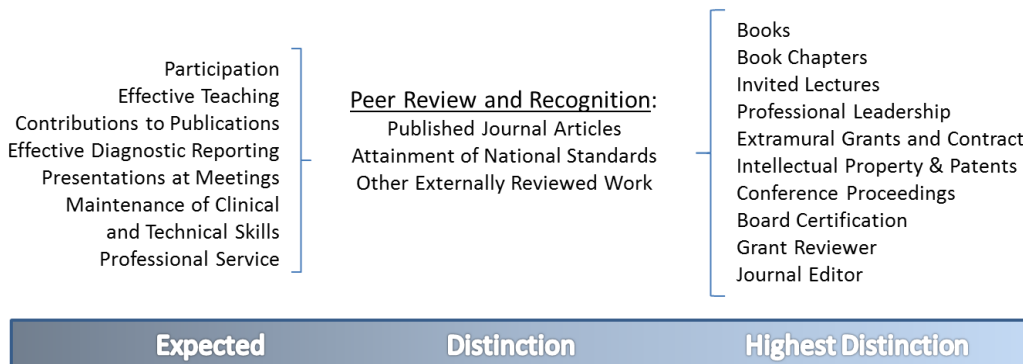 Participation
Effective Teaching
Contributions to Publications
Effective Diagnostic Reporting
Presentations at Meetings
Maintenance of Clinical
and Technical Skills
Professional Service
Peer Review and Recognition:
Published Journal Articles
Attainment of National Standards
Other Externally Reviewed Work
Books
Book Chapters
Invited Lectures
Professional Leadership
Extramural Grants and Contract
Intellectual Property & Patents
Conference Proceedings
Board Certification
Grant Reviewer
Journal Editor
Expected
Distinction
Highest Distinction